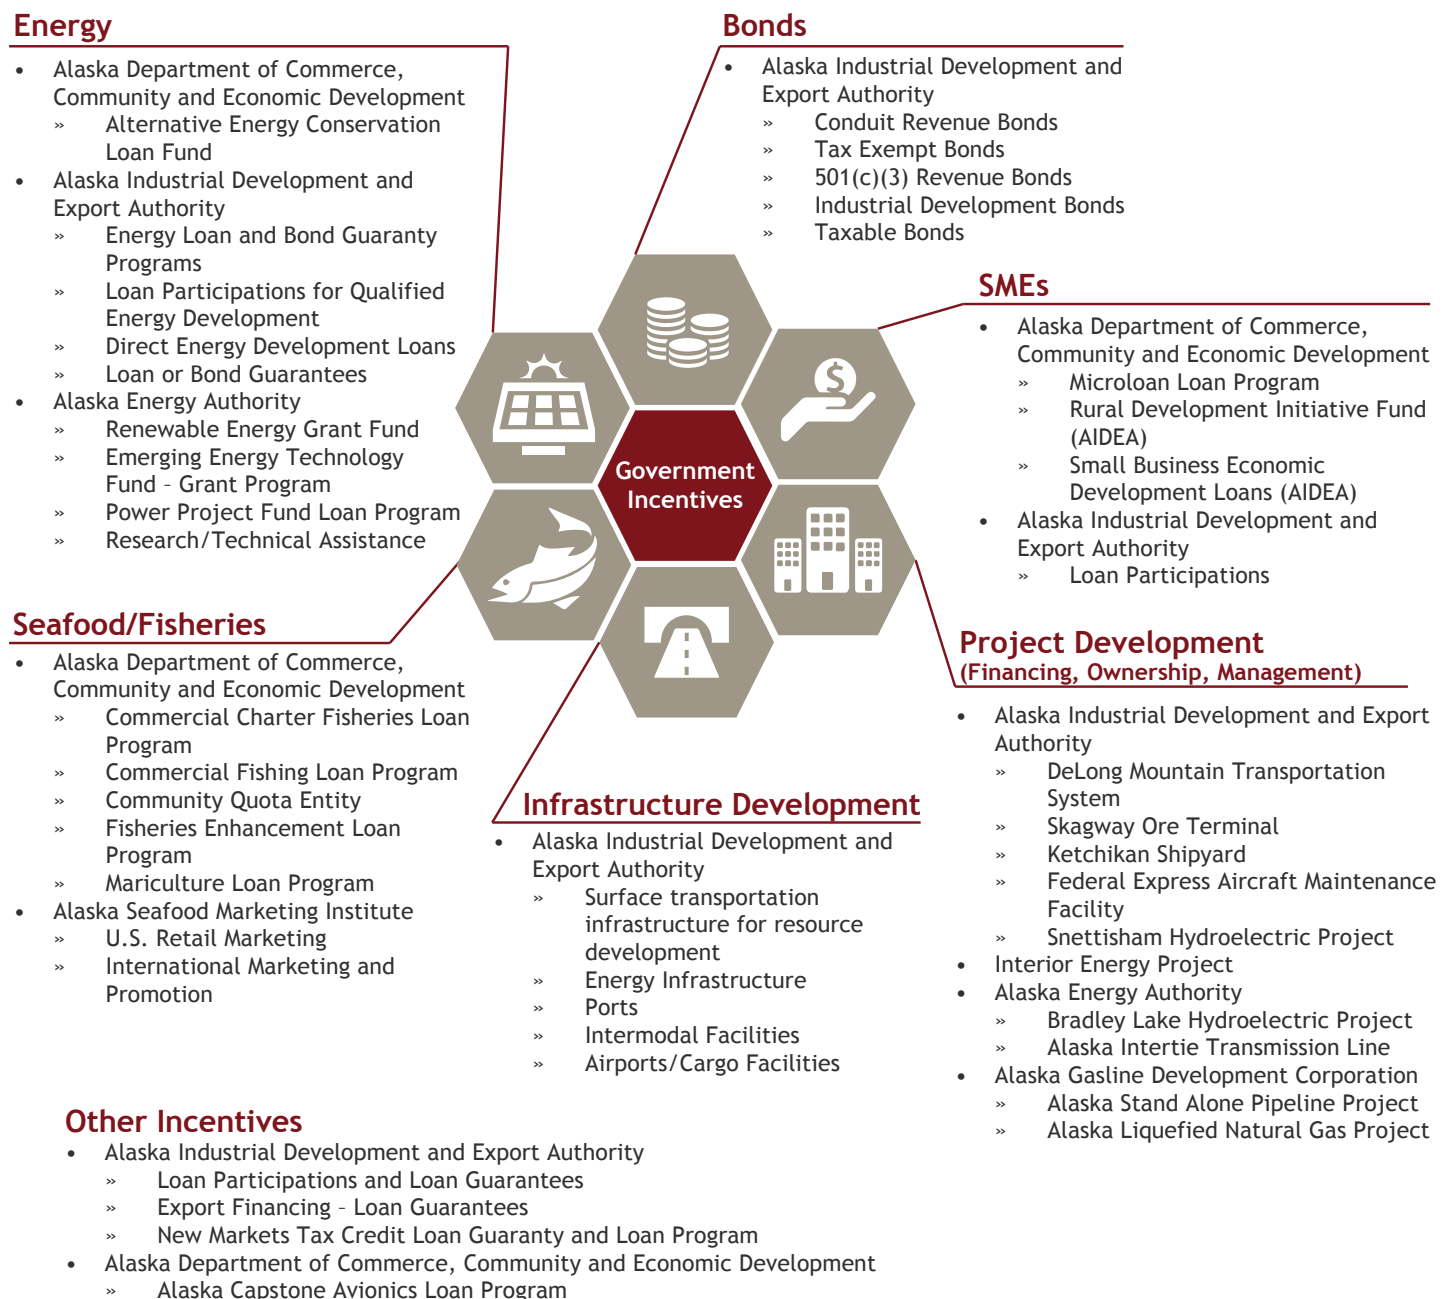 Energy
• Alaska Department of Commerce,
Community and Economic Development
» Alternative Energy Conservation
Loan Fund
• Alaska Industrial Development and
Export Authority
» Energy Loan and Bond Guaranty
Programs
» Loan Participations for Qualified
Energy Development
» Direct Energy Development Loans
» Loan or Bond Guarantees
• Alaska Energy Authority
» Renewable Energy Grant Fund
» Emerging Energy Technology
Fund – Grant Program
» Power Project Fund Loan Program
» Research/Technical Assistance
Bonds
• Alaska Industrial Development and
Export Authority
» Conduit Revenue Bonds
» Tax Exempt Bonds
» 501(c)(3) Revenue Bonds
» Industrial Development Bonds
» Taxable Bonds
SMEs
• Alaska Department of Commerce,
Community and Economic Development
» Microloan Loan Program
» Rural Development Initiative Fund
(AIDEA)
» Small Business Economic
Development Loans (AIDEA)
• Alaska Industrial Development and
Export Authority
» Loan Participations
$
Government
Incentives
Seafood/Fisheries
• Alaska Department of Commerce,
Community and Economic Development
» Commercial Charter Fisheries Loan
Program
» Commercial Fishing Loan Program
» Community Quota Entity
» Fisheries Enhancement Loan
Program
» Mariculture Loan Program
• Alaska Seafood Marketing Institute
» U.S. Retail Marketing
» International Marketing and
Promotion
Infrastructure Development
• Alaska Industrial Development and
Export Authority
» Surface transportation
infrastructure for resource
development
» Energy Infrastructure
» Ports
» Intermodal Facilities
» Airports/Cargo Facilities
Project Development
(Financing, Ownership, Management)
• Alaska Industrial Development and Export
Authority
» DeLong Mountain Transportation
System
» Skagway Ore Terminal
» Ketchikan Shipyard
» Federal Express Aircraft Maintenance
Facility
» Snettisham Hydroelectric Project
• Interior Energy Project
• Alaska Energy Authority
» Bradley Lake Hydroelectric Project
» Alaska Intertie Transmission Line
• Alaska Gasline Development Corporation
» Alaska Stand Alone Pipeline Project
» Alaska Liquefied Natural Gas Project
Other Incentives
• Alaska Industrial Development and Export Authority
» Loan Participations and Loan Guarantees
» Export Financing – Loan Guarantees
» New Markets Tax Credit Loan Guaranty and Loan Program
• Alaska Department of Commerce, Community and Economic Development
» Alaska Capstone Avionics Loan Program